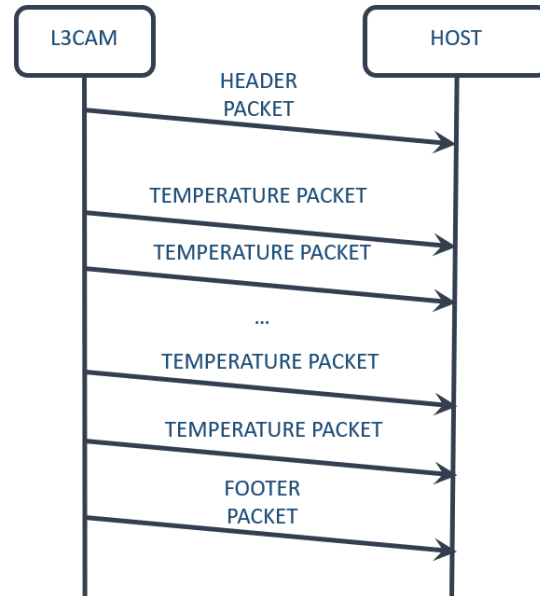 L3CAM
HOST
HEADER
PACKET
TEMPERATURE PACKET
TEMPERATURE PACKET
...
TEMPERATURE PACKET
TEMPERATURE PACKET
FOOTER
PACKET